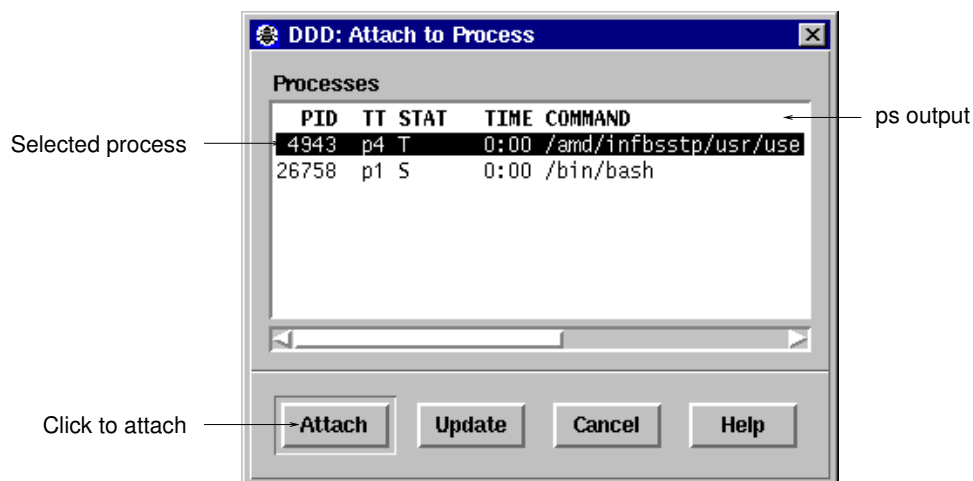 DDD: Attach to Process
Processes
PID TT STAT TIME COMMAND
ps output
Selected process
4943 p4 T 0:00 /amd/infbsstp/usr/use
26758 p1 S 0:00 /bin/bash
Click to attach
Attach Update Cancel Help